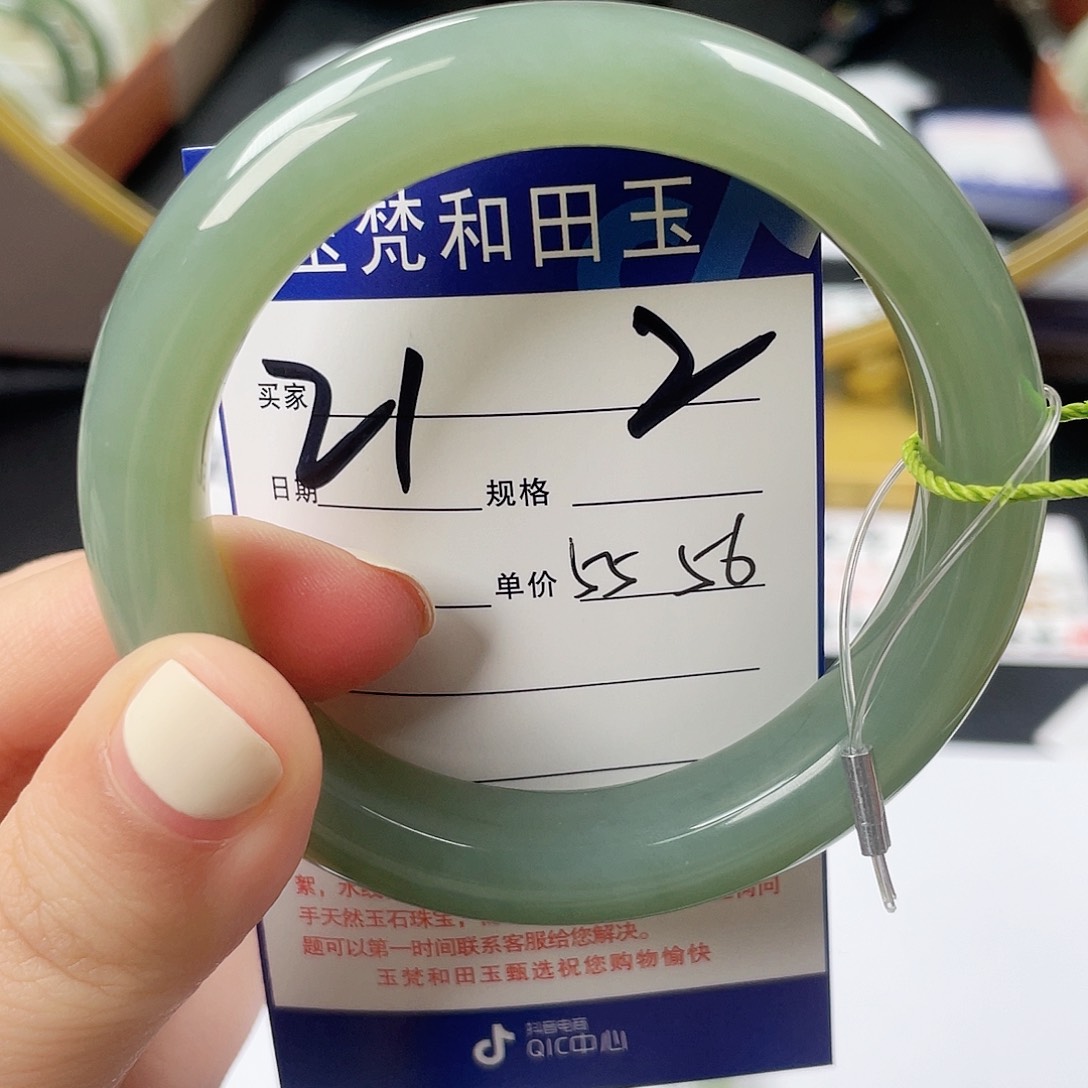 玉梵和田玉
21 2
买家
日期 规格
单价 55 56
絮，水
手天然玉石珠宝，
题可以第一时间联系客服给您解决。
玉梵和田玉甄选祝您购物愉快
抖音电商
QIC中心